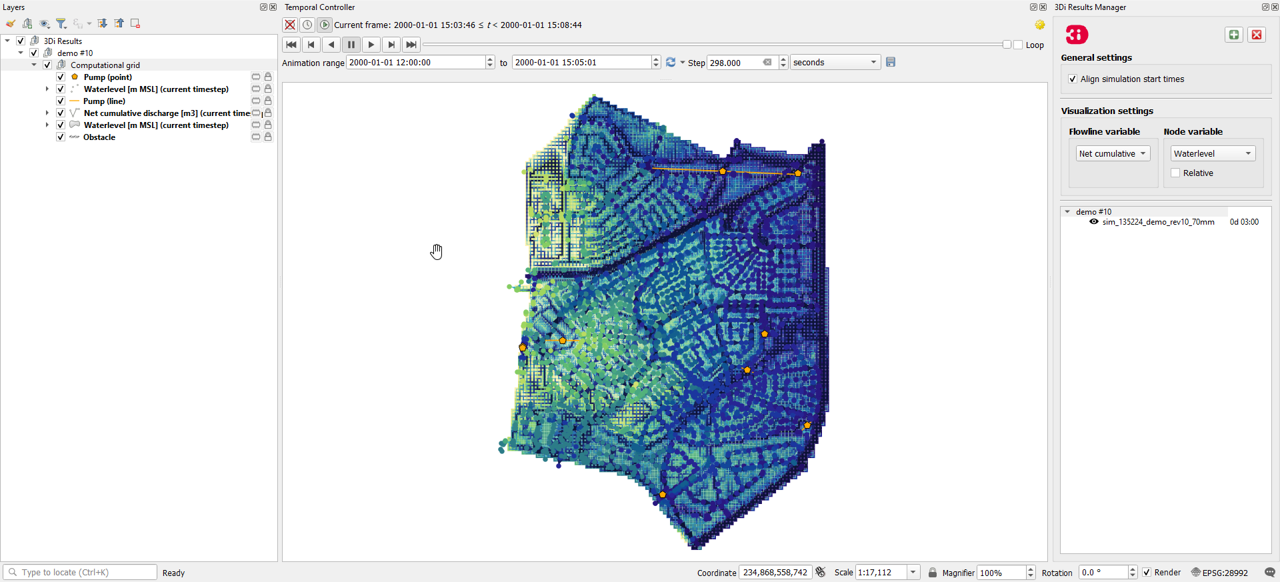 Layers
3Di Results
demo #10
Computational grid
Pump (point)
Waterlevel [m MSL] (current timestep)
Pump (line)
Net cumulative discharge [m3] (current time
Waterlevel [m MSL] (current timestep)
Obstacle
Temporal Controller
Current frame: 2000-01-01 15:03:46 ≤ t < 2000-01-01 15:08:44
Loop
Animation range 2000-01-01 12:00:00 to 2000-01-01 15:05:01 Step 298.000 seconds
3Di Results Manager
3i
General settings
Align simulation start times
Visualization settings
Flowline variable Node variable
Net cumulative Waterlevel
Relative
demo #10
sim_135224_demo_rev10_70mm 0d 03:00
Type to locate (Ctrl+K) Ready Coordinate 234,868,558,742 Scale 1:17,112 Magnifier 100% Rotation 0.0 ° Render EPSG:28992